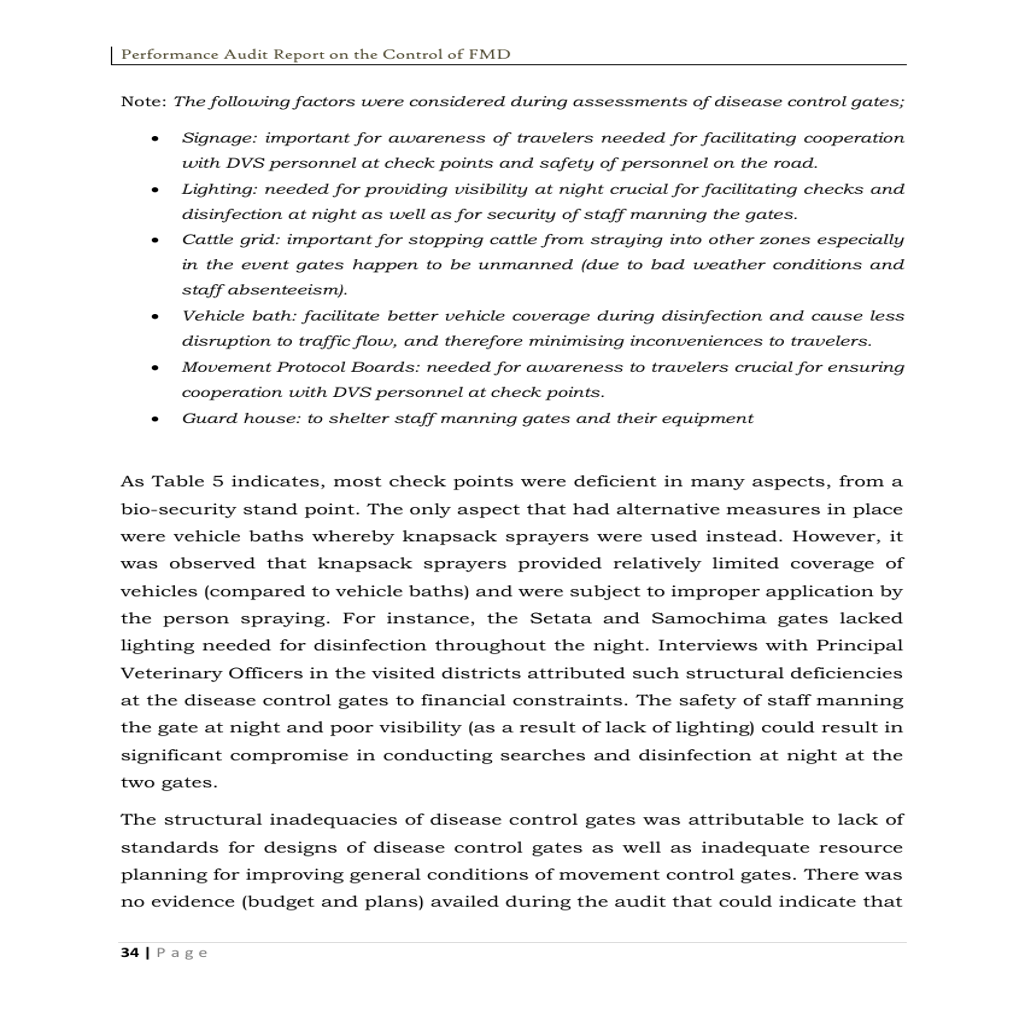 Performance Audit Report on the Control of FMD
Note: The following factors were considered during assessments of disease control gates;
• Signage: important for awareness of travelers needed for facilitating cooperation
with DVS personnel at check points and safety of personnel on the road.
• Lighting: needed for providing visibility at night crucial for facilitating checks and
disinfection at night as well as for security of staff manning the gates.
• Cattle grid: important for stopping cattle from straying into other zones especially
in the event gates happen to be unmanned (due to bad weather conditions and
staff absenteeism).
• Vehicle bath: facilitate better vehicle coverage during disinfection and cause less
disruption to traffic flow, and therefore minimising inconveniences to travelers.
• Movement Protocol Boards: needed for awareness to travelers crucial for ensuring
cooperation with DVS personnel at check points.
• Guard house: to shelter staff manning gates and their equipment
As Table 5 indicates, most check points were deficient in many aspects, from a
bio-security stand point. The only aspect that had alternative measures in place
were vehicle baths whereby knapsack sprayers were used instead. However, it
was observed that knapsack sprayers provided relatively limited coverage of
vehicles (compared to vehicle baths) and were subject to improper application by
the person spraying. For instance, the Setata and Samochima gates lacked
lighting needed for disinfection throughout the night. Interviews with Principal
Veterinary Officers in the visited districts attributed such structural deficiencies
at the disease control gates to financial constraints. The safety of staff manning
the gate at night and poor visibility (as a result of lack of lighting) could result in
significant compromise in conducting searches and disinfection at night at the
two gates.
The structural inadequacies of disease control gates was attributable to lack of
standards for designs of disease control gates as well as inadequate resource
planning for improving general conditions of movement control gates. There was
no evidence (budget and plans) availed during the audit that could indicate that
34 | Page